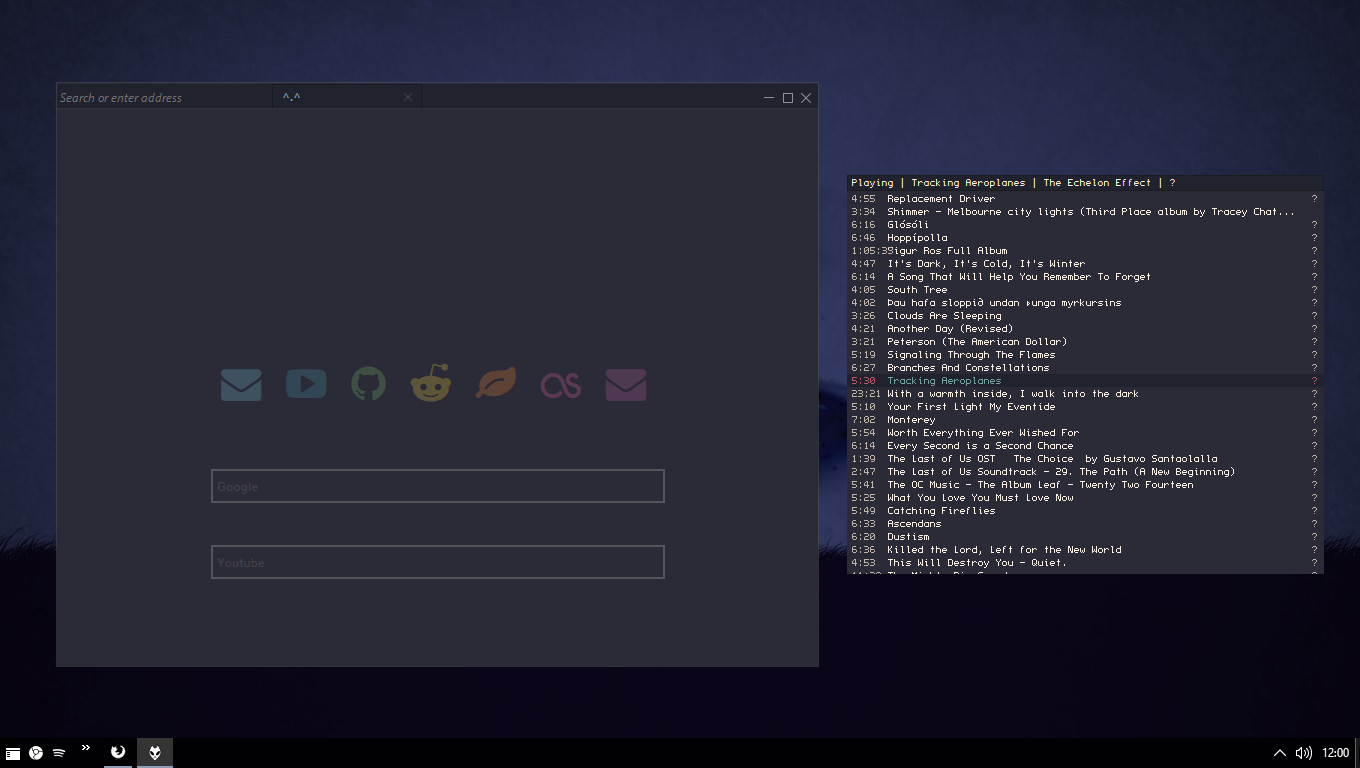 Search or enter address
^.^
Playing | Tracking Aeroplanes | The Echelon Effect | ?
4:55 Replacement Driver ?
3:34 Shimmer - Melbourne city lights (Third Place album by Tracey Chat...
6:16 Glósóli ?
6:46 Hoppípolla ?
1:05:3 Sigur Ros Full Album ?
4:47 It's Dark, It's Cold, It's Winter ?
6:14 A Song That Will Help You Remember To Forget ?
4:05 South Tree ?
4:02 Þau hafa sloppið undan þunga myrkursins ?
3:26 Clouds Are Sleeping ?
4:21 Another Day (Revised) ?
3:21 Peterson (The American Dollar) ?
5:19 Signaling Through The Flames ?
6:27 Branches And Constellations ?
5:30 Tracking Aeroplanes ?
23:21 With a warmth inside, I walk into the dark ?
5:10 Your First Light My Eventide ?
7:02 Monterey ?
5:54 Worth Everything Ever Wished For ?
6:14 Every Second is a Second Chance ?
1:39 The Last of Us OST The Choice by Gustavo Santaolalla ?
2:47 The Last of Us Soundtrack - 29. The Path (A New Beginning) ?
5:41 The OC Music - The Album Leaf - Twenty Two Fourteen ?
5:25 What You Love You Must Love Now ?
5:49 Catching Fireflies ?
6:33 Ascendans ?
6:20 Dustism ?
6:36 Killed the Lord, Left for the New World ?
4:53 This Will Destroy You - Quiet. ?
Google
Youtube
12:00